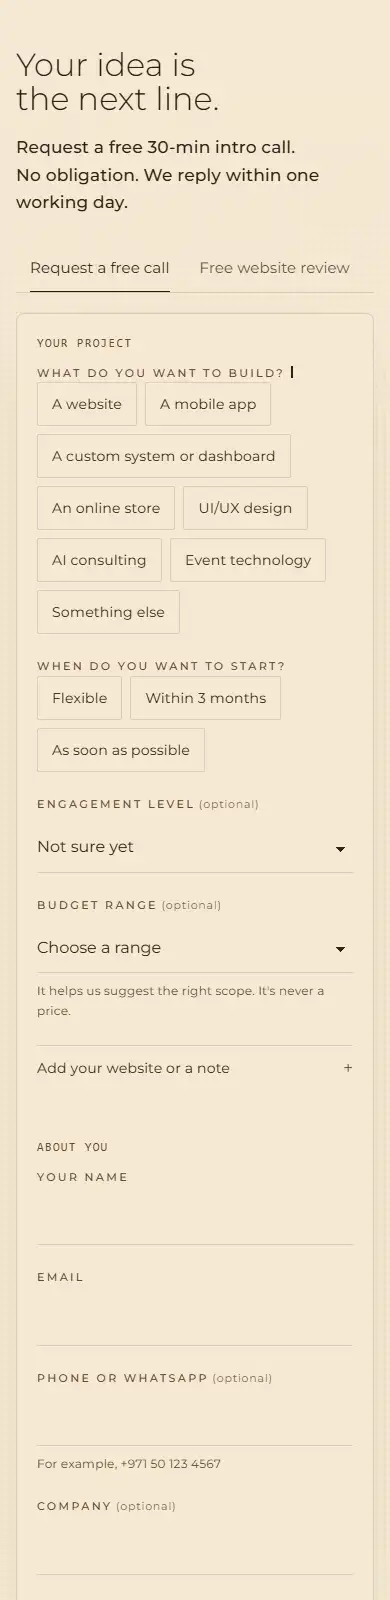 Your idea is
the next line.
Request a free 30-min intro call.
No obligation. We reply within one
working day.
Request a free call
Free website review
YOUR PROJECT
WHAT DO YOU WANT TO BUILD?
A website
A mobile app
A custom system or dashboard
An online store
UI/UX design
AI consulting
Event technology
Something else
WHEN DO YOU WANT TO START?
Flexible
Within 3 months
As soon as possible
ENGAGEMENT LEVEL (optional)
Not sure yet
BUDGET RANGE (optional)
Choose a range
It helps us suggest the right scope. It's never a
price.
Add your website or a note +
ABOUT YOU
YOUR NAME
EMAIL
PHONE OR WHATSAPP (optional)
For example, +971 50 123 4567
COMPANY (optional)